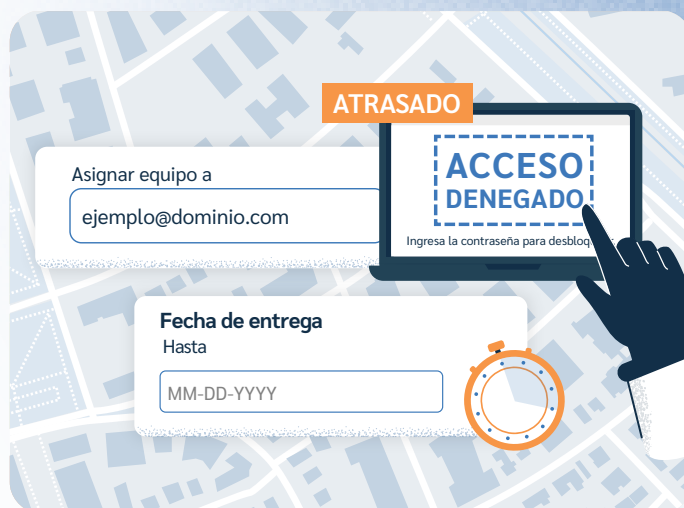 ATRASADO
ACCESO
DENEGADO
Ingresa la contraseña para
Asignar equipo a
ejemplo@dominio.com
Fecha de entrega
Hasta
MM-DD-YYYY